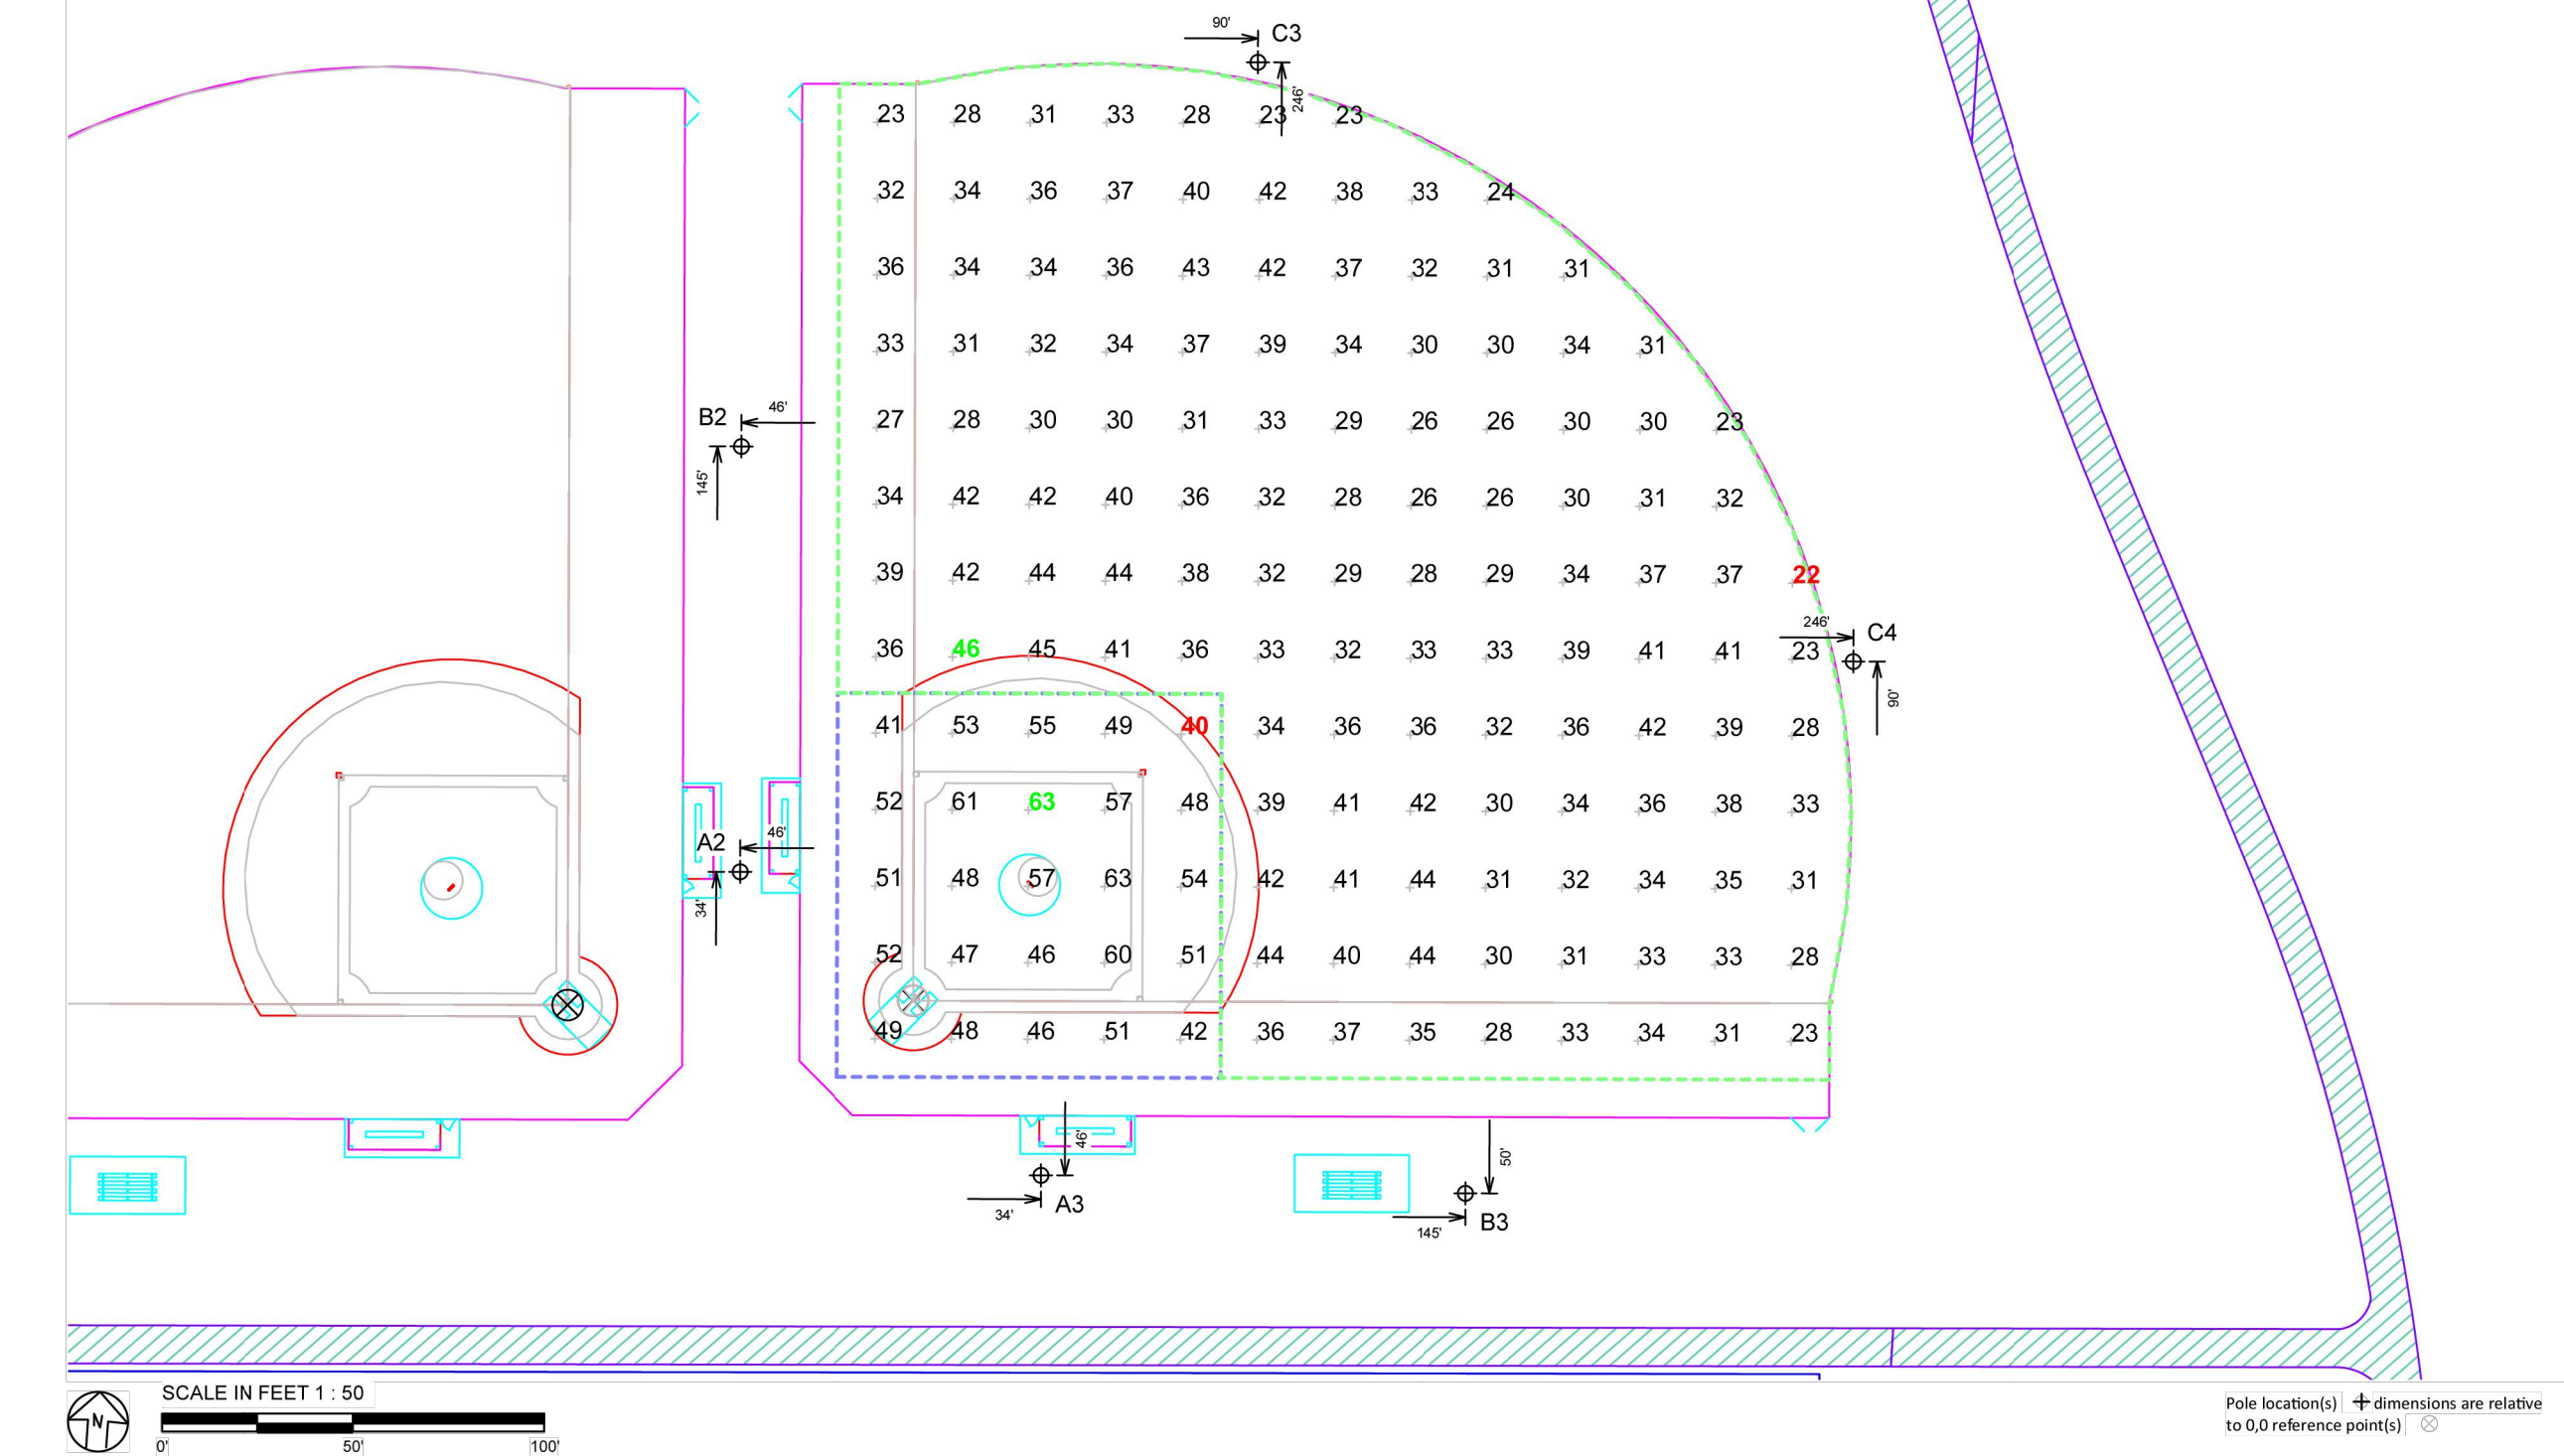 90' C3
246'
23 28 31 33 28 23 23
32 34 36 37 40 42 38 33 24
36 34 34 36 43 42 37 32 31 31
33 31 32 34 37 39 34 30 30 34 31
B2 46'
27 28 30 30 31 33 29 26 26 30 30 23
145'
34 42 42 40 36 32 28 26 26 30 31 32
39 42 44 44 38 32 29 28 29 34 37 37 22
246' C4
36 46 45 41 36 33 32 33 33 39 41 41 23
90'
41 53 55 49 40 34 36 36 32 36 42 39 28
52 61 63 57 48 39 41 42 30 34 36 38 33
A2 46'
34'
51 48 57 63 54 42 41 44 31 32 34 35 31
52 47 46 60 51 44 40 44 30 31 33 33 28
49 48 46 51 42 36 37 35 28 33 34 31 23
46'
50'
34' A3
145' B3
SCALE IN FEET 1 : 50
N
0' 50' 100'
Pole location(s) dimensions are relative
to 0,0 reference point(s)